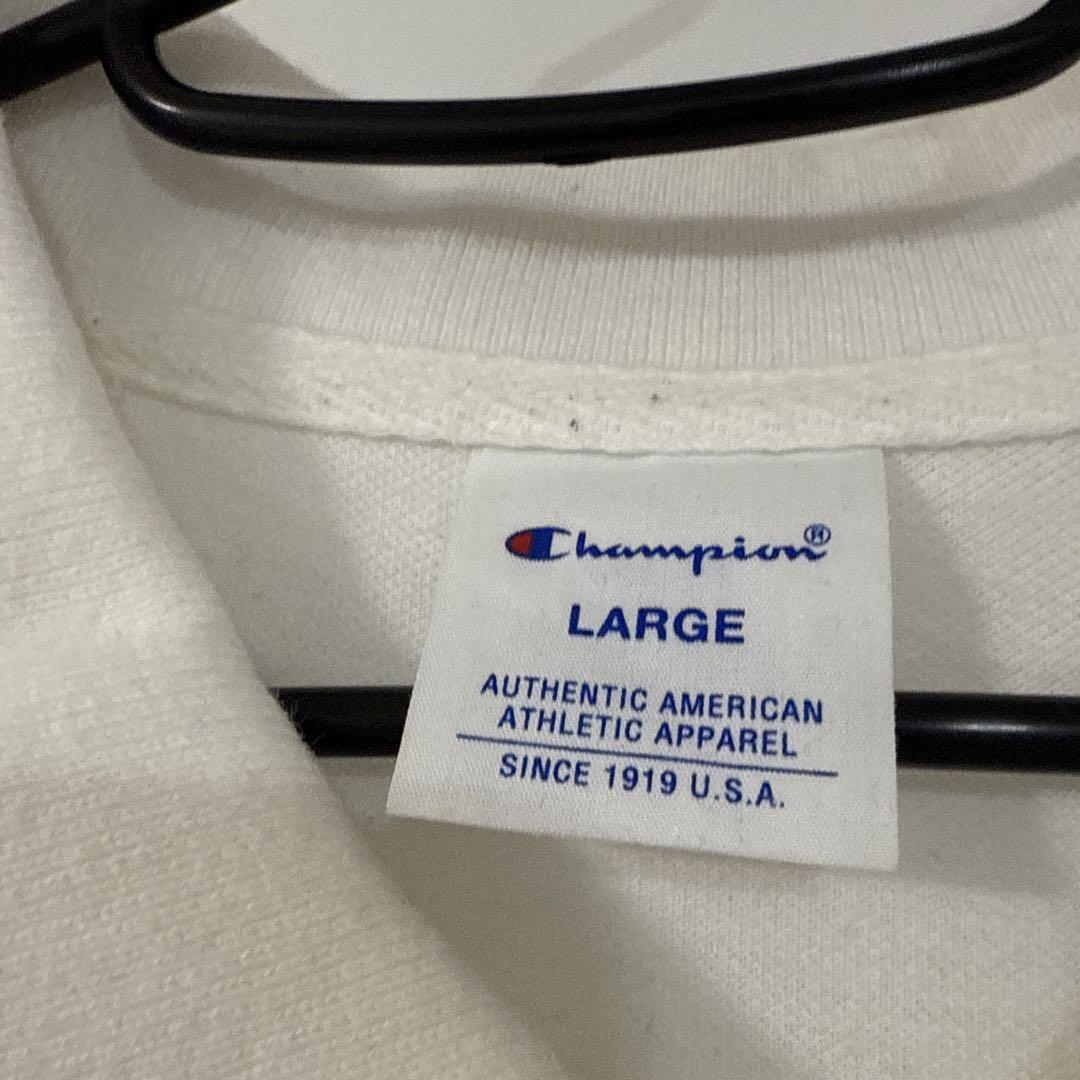 Champion®
LARGE
AUTHENTIC AMERICAN
ATHLETIC APPAREL
SINCE 1919 U.S.A.